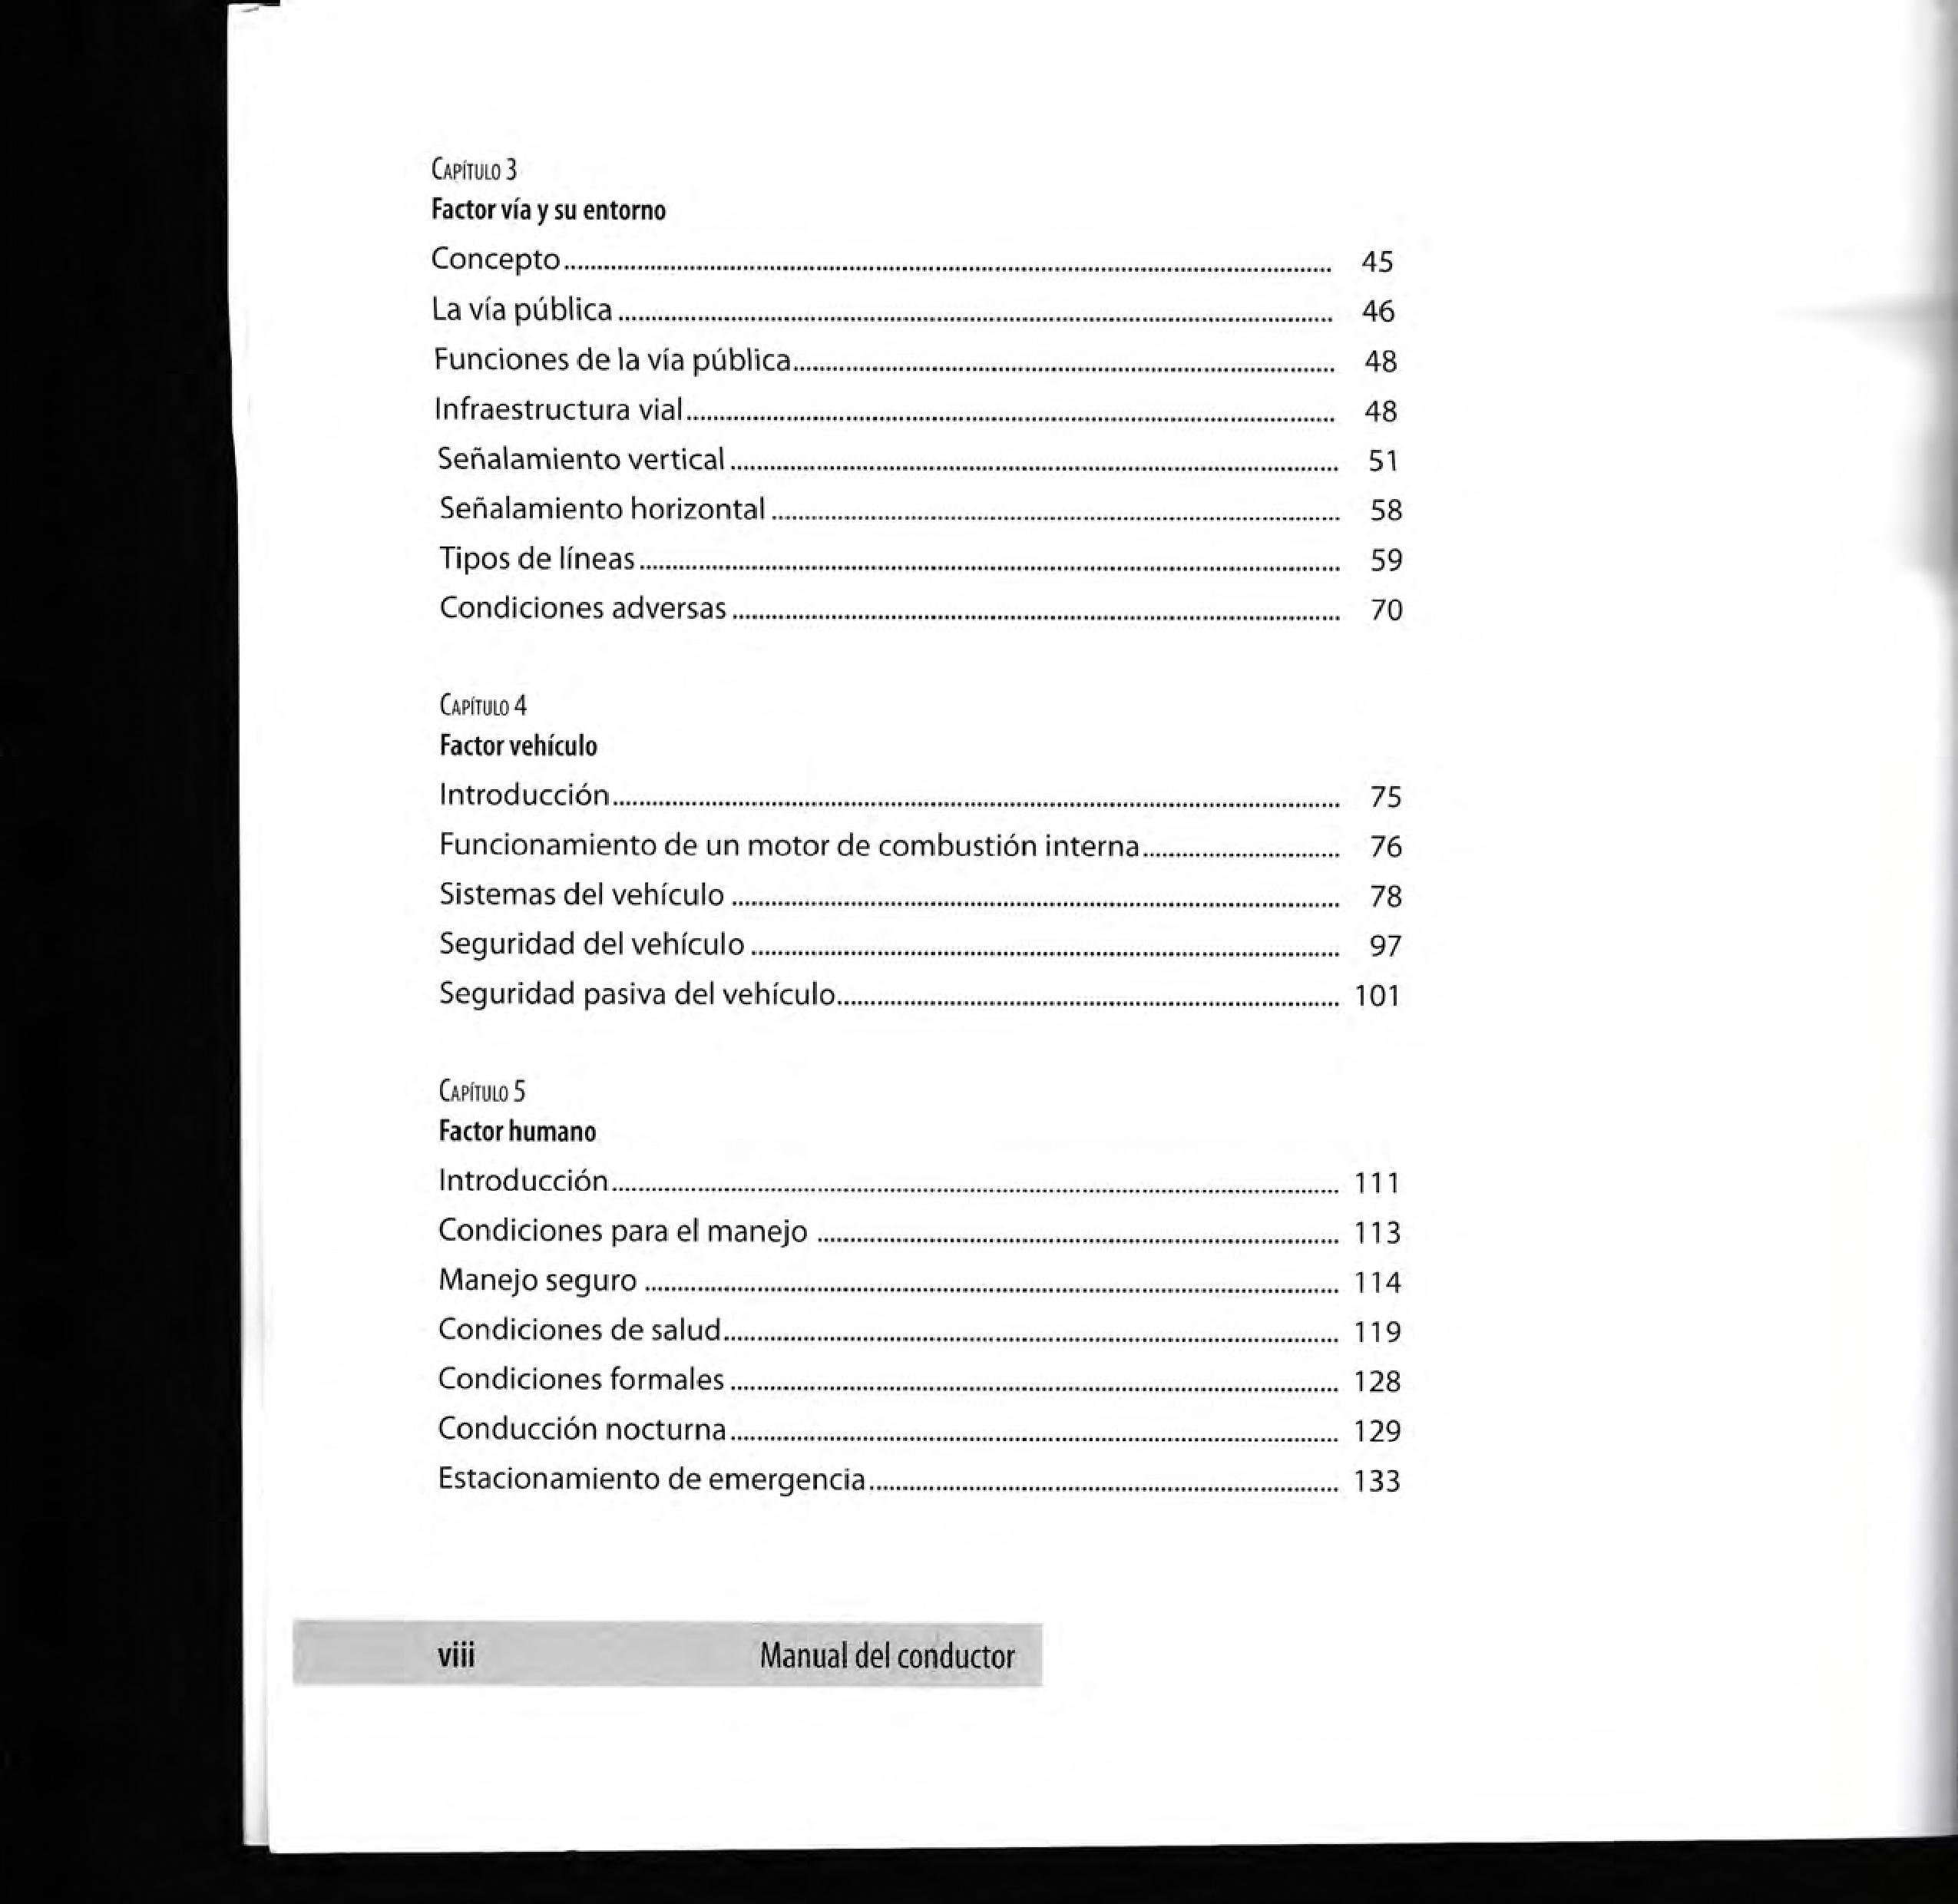 Capítulo 3
Factor vía y su entorno
Concepto.......... 45
La vía pública .......... 46
Funciones de la vía pública.......... 48
Infraestructura vial.......... 48
Señalamiento vertical .......... 51
Señalamiento horizontal .......... 58
Tipos de líneas .......... 59
Condiciones adversas .......... 70
Capítulo 4
Factor vehículo
Introducción.......... 75
Funcionamiento de un motor de combustión interna.......... 76
Sistemas del vehículo .......... 78
Seguridad del vehículo .......... 97
Seguridad pasiva del vehículo.......... 101
Capítulo 5
Factor humano
Introducción.......... 111
Condiciones para el manejo .......... 113
Manejo seguro .......... 114
Condiciones de salud.......... 119
Condiciones formales .......... 128
Conducción nocturna .......... 129
Estacionamiento de emergencia .......... 133
viii Manual del conductor